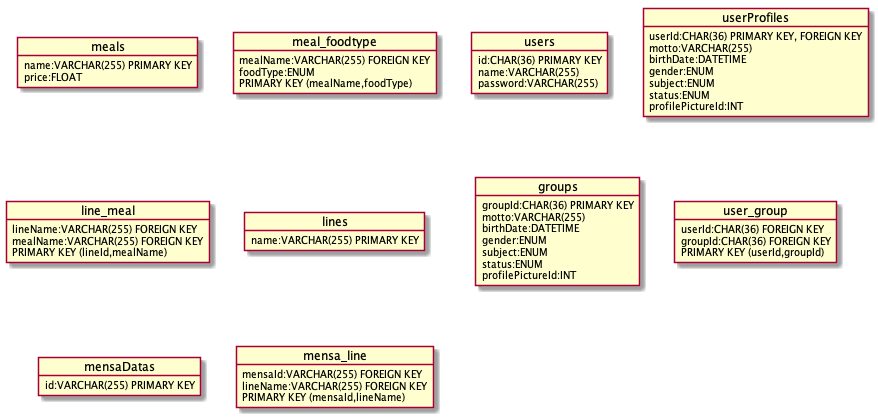 meals
name:VARCHAR(255) PRIMARY KEY
price:FLOAT
meal_foodtype
mealName:VARCHAR(255) FOREIGN KEY
foodType:ENUM
PRIMARY KEY (mealName,foodType)
users
id:CHAR(36) PRIMARY KEY
name:VARCHAR(255)
password:VARCHAR(255)
userProfiles
userId:CHAR(36) PRIMARY KEY, FOREIGN KEY
motto:VARCHAR(255)
birthDate:DATETIME
gender:ENUM
subject:ENUM
status:ENUM
profilePictureId:INT
line_meal
lineName:VARCHAR(255) FOREIGN KEY
mealName:VARCHAR(255) FOREIGN KEY
PRIMARY KEY (lineId,mealName)
lines
name:VARCHAR(255) PRIMARY KEY
groups
groupId:CHAR(36) PRIMARY KEY
motto:VARCHAR(255)
birthDate:DATETIME
gender:ENUM
subject:ENUM
status:ENUM
profilePictureId:INT
user_group
userId:CHAR(36) FOREIGN KEY
groupId:CHAR(36) FOREIGN KEY
PRIMARY KEY (userId,groupId)
mensaDatas
id:VARCHAR(255) PRIMARY KEY
mensa_line
mensaId:VARCHAR(255) FOREIGN KEY
lineName:VARCHAR(255) FOREIGN KEY
PRIMARY KEY (mensaId,lineName)